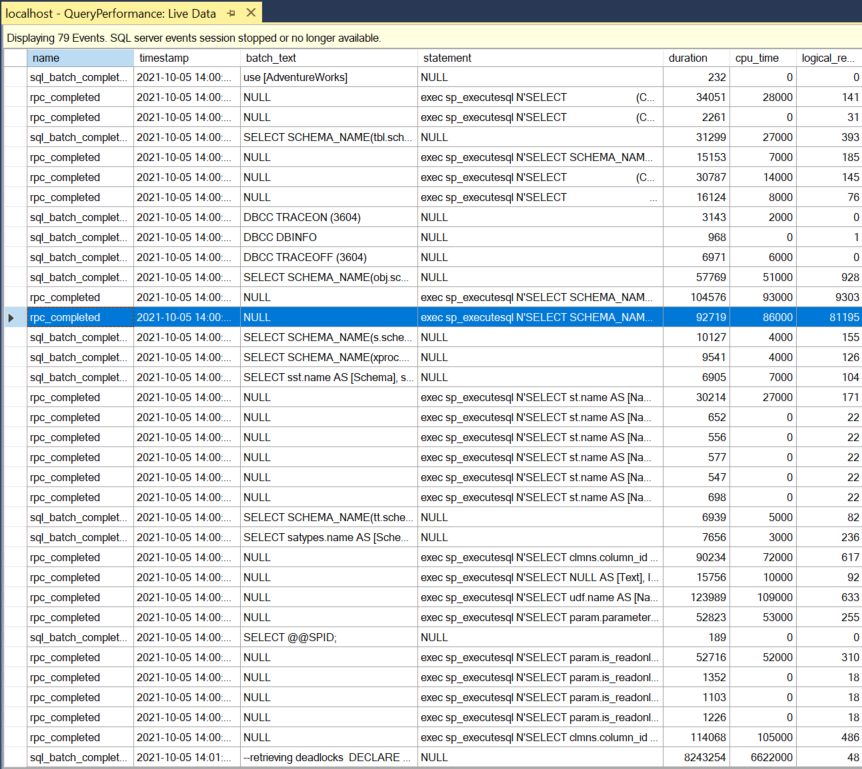 localhost - QueryPerformance: Live Data
Displaying 79 Events. SQL server events session stopped or no longer available.
name timestamp batch_text statement duration cpu_time logical_re...
sql_batch_complet... 2021-10-05 14:00:... use [AdventureWorks] NULL 232 0 0
rpc_completed 2021-10-05 14:00:... NULL exec sp_executesql N'SELECT (C... 34051 28000 141
rpc_completed 2021-10-05 14:00:... NULL exec sp_executesql N'SELECT (C... 2261 0 31
sql_batch_complet... 2021-10-05 14:00:... SELECT SCHEMA_NAME(tbl.sch... NULL 31299 27000 393
rpc_completed 2021-10-05 14:00:... NULL exec sp_executesql N'SELECT SCHEMA_NAM... 15153 7000 185
rpc_completed 2021-10-05 14:00:... NULL exec sp_executesql N'SELECT (C... 30787 14000 145
rpc_completed 2021-10-05 14:00:... NULL exec sp_executesql N'SELECT ... 16124 8000 76
sql_batch_complet... 2021-10-05 14:00:... DBCC TRACEON (3604) NULL 3143 2000 0
sql_batch_complet... 2021-10-05 14:00:... DBCC DBINFO NULL 968 0 1
sql_batch_complet... 2021-10-05 14:00:... DBCC TRACEOFF (3604) NULL 6971 6000 0
sql_batch_complet... 2021-10-05 14:00:... SELECT SCHEMA_NAME(obj.sc... NULL 57769 51000 928
rpc_completed 2021-10-05 14:00:... NULL exec sp_executesql N'SELECT SCHEMA_NAM... 104576 93000 9303
rpc_completed 2021-10-05 14:00:... NULL exec sp_executesql N'SELECT SCHEMA_NAM... 92719 86000 81195
sql_batch_complet... 2021-10-05 14:00:... SELECT SCHEMA_NAME(s.sche... NULL 10127 4000 155
sql_batch_complet... 2021-10-05 14:00:... SELECT SCHEMA_NAME(xproc.... NULL 9541 4000 126
sql_batch_complet... 2021-10-05 14:00:... SELECT sst.name AS [Schema], s... NULL 6905 7000 104
rpc_completed 2021-10-05 14:00:... NULL exec sp_executesql N'SELECT st.name AS [Na... 30214 27000 171
rpc_completed 2021-10-05 14:00:... NULL exec sp_executesql N'SELECT st.name AS [Na... 652 0 22
rpc_completed 2021-10-05 14:00:... NULL exec sp_executesql N'SELECT st.name AS [Na... 556 0 22
rpc_completed 2021-10-05 14:00:... NULL exec sp_executesql N'SELECT st.name AS [Na... 577 0 22
rpc_completed 2021-10-05 14:00:... NULL exec sp_executesql N'SELECT st.name AS [Na... 547 0 22
rpc_completed 2021-10-05 14:00:... NULL exec sp_executesql N'SELECT st.name AS [Na... 698 0 22
sql_batch_complet... 2021-10-05 14:00:... SELECT SCHEMA_NAME(tt.sche... NULL 6939 5000 82
sql_batch_complet... 2021-10-05 14:00:... SELECT satypes.name AS [Sche... NULL 7656 3000 236
rpc_completed 2021-10-05 14:00:... NULL exec sp_executesql N'SELECT clmns.column_id ... 90234 72000 617
rpc_completed 2021-10-05 14:00:... NULL exec sp_executesql N'SELECT NULL AS [Text], I... 15756 10000 92
rpc_completed 2021-10-05 14:00:... NULL exec sp_executesql N'SELECT udf.name AS [Na... 123989 109000 633
rpc_completed 2021-10-05 14:00:... NULL exec sp_executesql N'SELECT param.parameter... 52823 53000 255
sql_batch_complet... 2021-10-05 14:00:... SELECT @@SPID; NULL 189 0 0
rpc_completed 2021-10-05 14:00:... NULL exec sp_executesql N'SELECT param.is_readonl... 52716 52000 310
rpc_completed 2021-10-05 14:00:... NULL exec sp_executesql N'SELECT param.is_readonl... 1352 0 18
rpc_completed 2021-10-05 14:00:... NULL exec sp_executesql N'SELECT param.is_readonl... 1103 0 18
rpc_completed 2021-10-05 14:00:... NULL exec sp_executesql N'SELECT param.is_readonl... 1226 0 18
rpc_completed 2021-10-05 14:00:... NULL exec sp_executesql N'SELECT clmns.column_id ... 114068 105000 486
sql_batch_complet... 2021-10-05 14:01:... --retrieving deadlocks DECLARE ... NULL 8243254 6622000 48